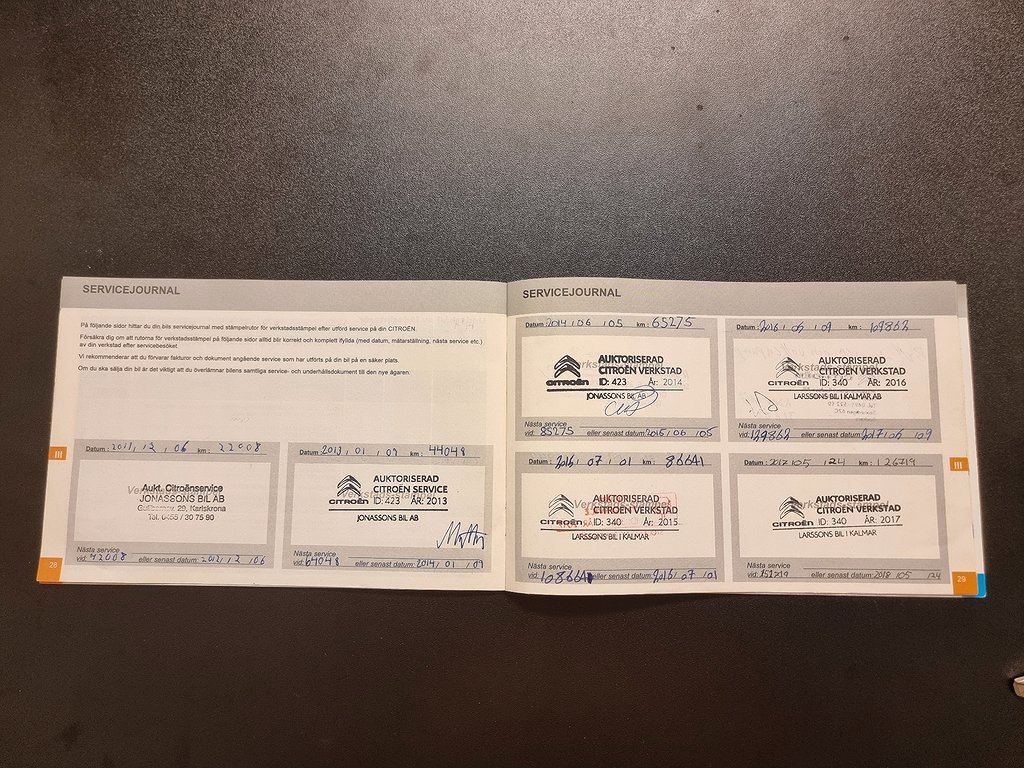 SERVICEJOURNAL
På följande sidor hittar du din bils servicejournal med stämpelrutor för verkstadsstämpel efter utförd service på din CITROËN.
Försäkra dig om att rutorna för verkstadsstämpel på följande sidor alltid blir korrekt och komplett ifyllda (med datum, mätarställning, nästa service etc.)
av din verkstad efter servicebesöket.
Vi rekommenderar att du förvarar fakturor och dokument angående service som har utförts på din bil på en säker plats.
Om du ska sälja din bil är det viktigt att du överlämnar bilens samtliga service- och underhållsdokument till den nye ägaren.
III
Datum : 2011, 12, 06 km : 22008
Aukt. Citroënservice
JONASSONS BIL AB
29, Karlskrona
Tel. 0455 / 30 75 90
Nästa service
vid: 42008 eller senast datum: 2012, 12, 06
Datum : 2013, 01, 09 km : 44048
AUKTORISERAD
CITROËN SERVICE
CITROËN ID: 423 ÅR: 2013
JONASSONS BIL AB
Nästa service
vid: 64048 eller senast datum: 2014, 01, 09
28
SERVICEJOURNAL
Datum : 2014, 06, 05 km : 65275
AUKTORISERAD
CITROËN VERKSTAD
CITROËN ID: 423 År: 2014
JONASSONS BIL AB
Nästa service
vid: 85275 eller senast datum: 2015, 06, 05
Datum : 2016, 09 km : 109862
AUKTORISERAD
CITROËN VERKSTAD
CITROËN ID: 340 ÅR: 2016
LARSSONS BIL I KALMAR AB
Nästa service
vid: 129862 eller senast datum: 2017, 09
Datum : 07, 01 km : 86641
AUKTORISERAD
CITROËN VERKSTAD
CITROËN ID: 340 År: 2015
LARSSONS BIL I KALMAR
Nästa service
vid: 108664 eller senast datum: 2016, 07, 01
Datum : 2017, 05, 24 km : 126719
AUKTORISERAD
CITROËN VERKSTAD
CITROËN ID: 340 ÅR: 2017
LARSSONS BIL I KALMAR
Nästa service
vid: 151719 eller senast datum: 2018, 05, 24
III
29